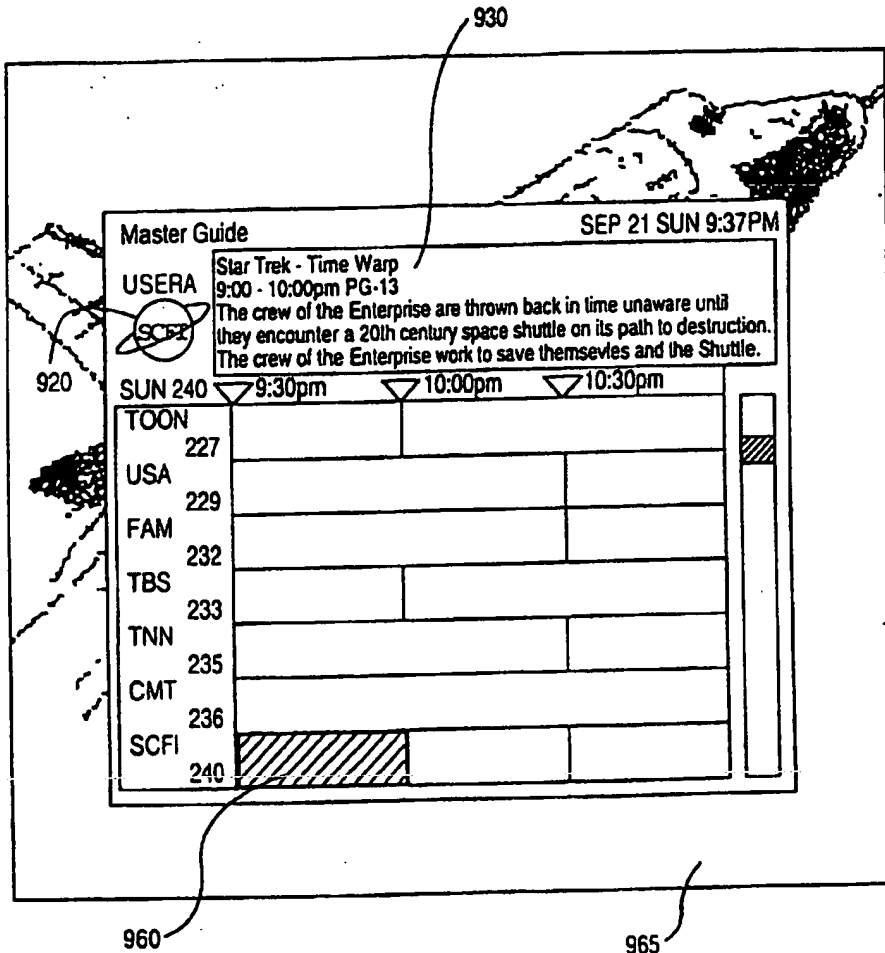 930
Master Guide SEP 21 SUN 9:37PM
USERA
Star Trek - Time Warp
9:00 - 10:00pm PG-13
The crew of the Enterprise are thrown back in time unaware until
they encounter a 20th century space shuttle on its path to destruction.
The crew of the Enterprise work to save themsevles and the Shuttle.
SCFI
920
SUN 240 9:30pm 10:00pm 10:30pm
TOON
227
USA
229
FAM
232
TBS
233
TNN
235
CMT
236
SCFI
240
960
965